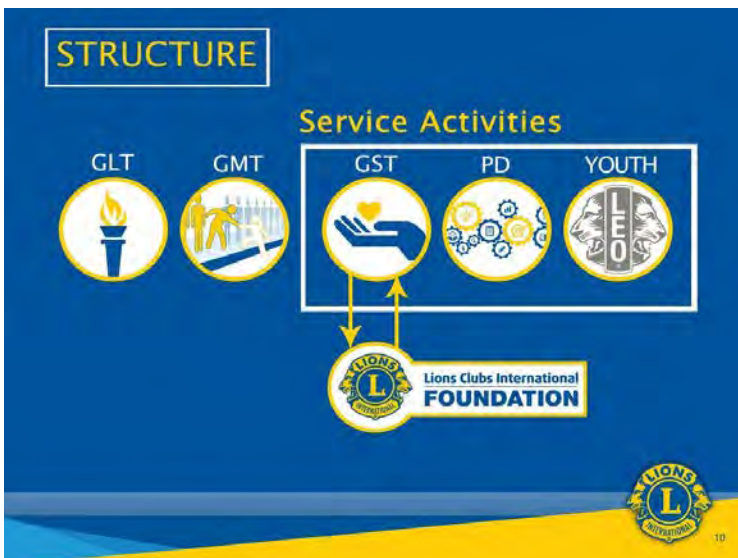 STRUCTURE
Service Activities
GLT
GMT
GST
PD
YOUTH
LEO
LIONS
L
INTERNATIONAL
Lions Clubs International
FOUNDATION
LIONS
L
INTERNATIONAL
10